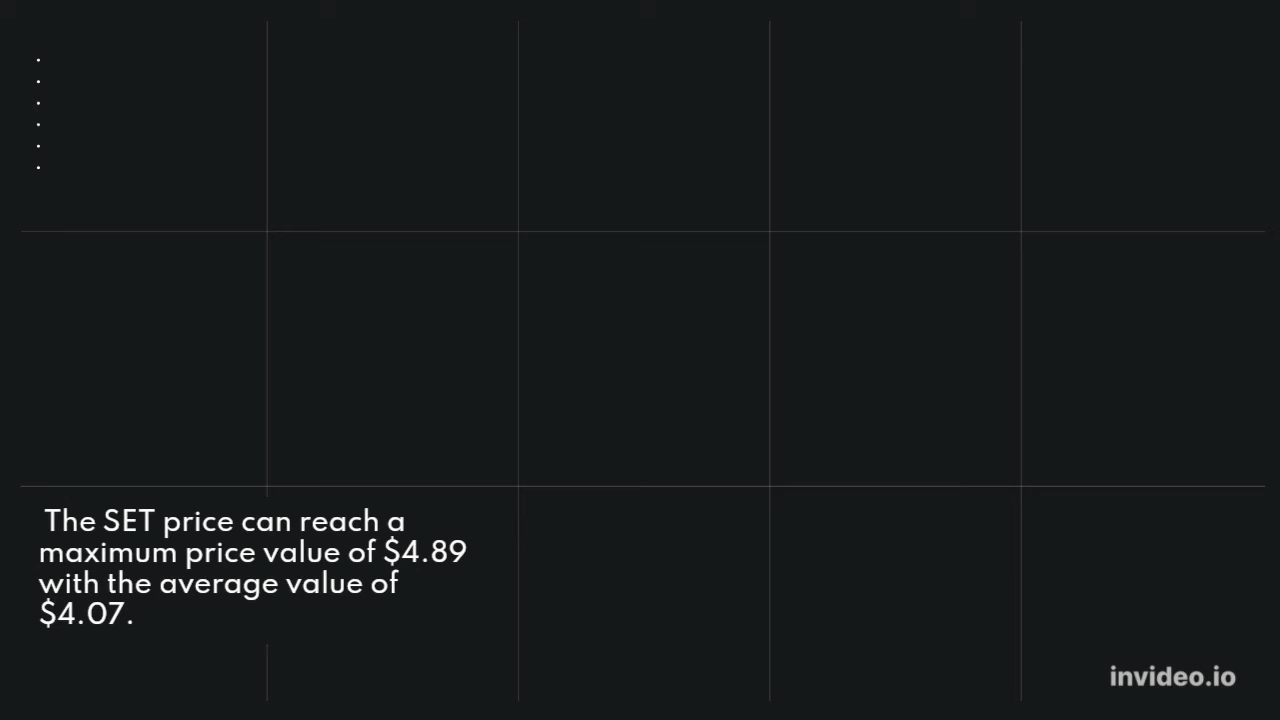 The SET price can reach a
maximum price value of $4.89
with the average value of
$4.07.
invideo.io